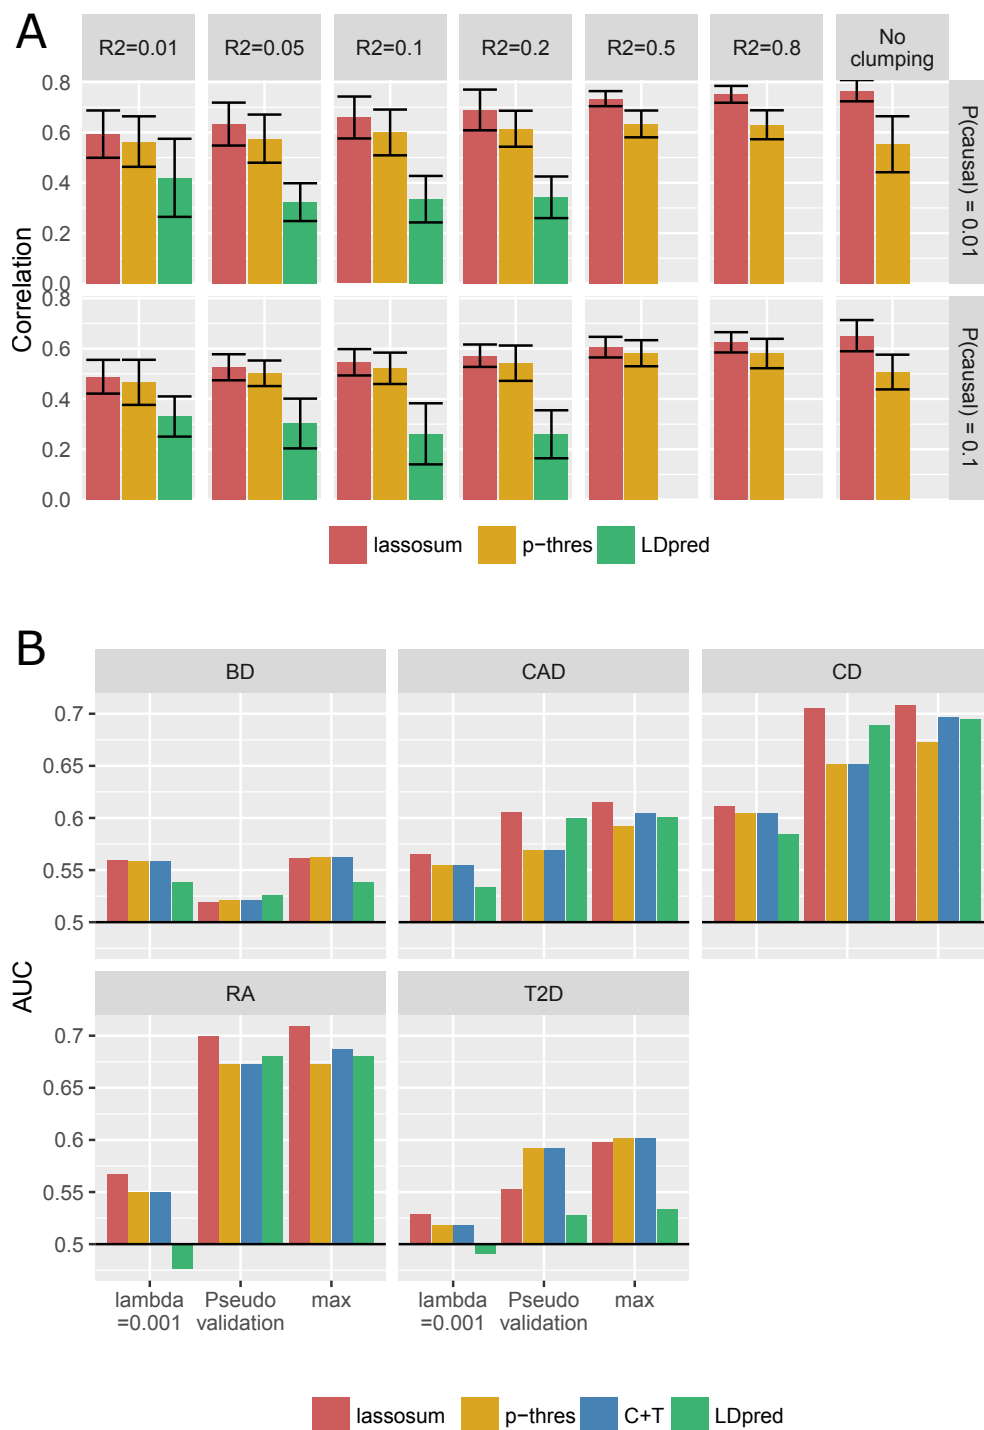 A
R2=0.01 R2=0.05 R2=0.1 R2=0.2 R2=0.5 R2=0.8 No clumping
Correlation
0.8
0.6
0.4
0.2
0.0
P(causal) = 0.01
0.8
0.6
0.4
0.2
0.0
P(causal) = 0.1
lassosum p-thres LDpred
B
BD CAD CD
AUC
0.7
0.65
0.6
0.55
0.5
RA T2D
0.7
0.65
0.6
0.55
0.5
lambda =0.001 Pseudo validation max lambda =0.001 Pseudo validation max
lassosum p-thres C+T LDpred